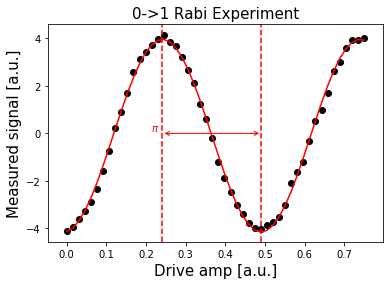 0->1 Rabi Experiment
Measured signal [a.u.]
4
2
0
−2
−4
π
0.0 0.1 0.2 0.3 0.4 0.5 0.6 0.7
Drive amp [a.u.]